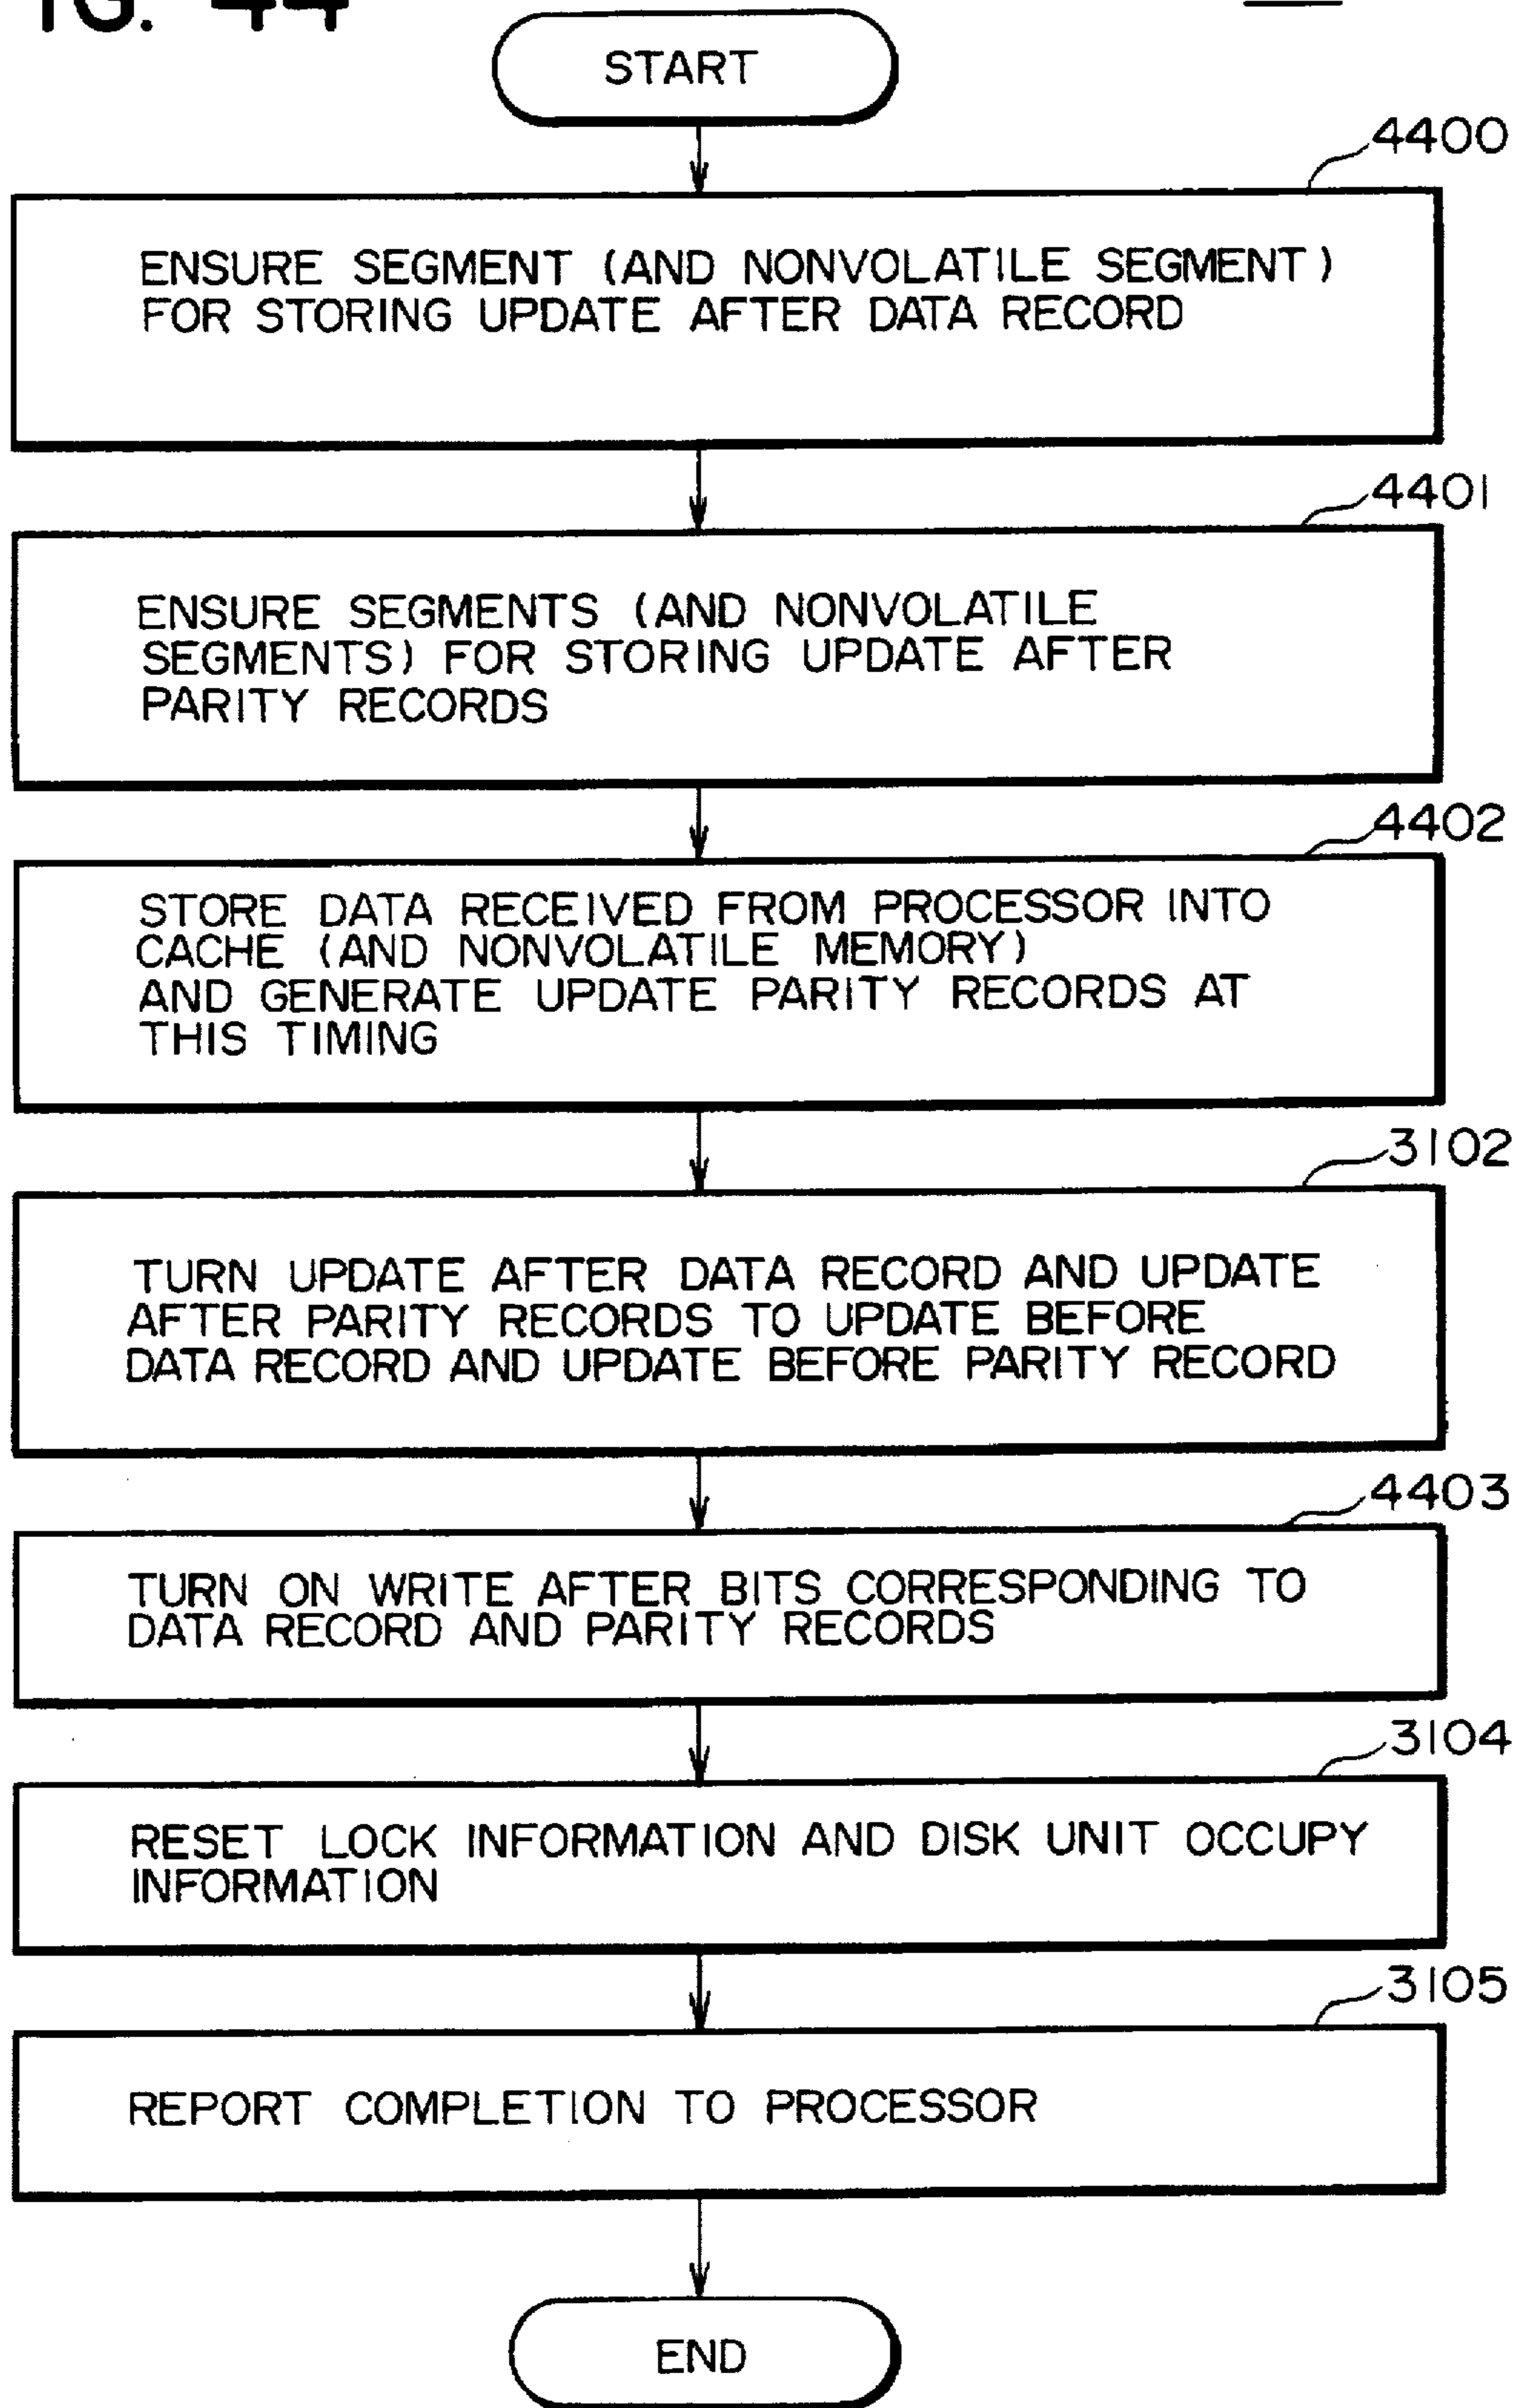 FIG. 44
START
4400
ENSURE SEGMENT (AND NONVOLATILE SEGMENT)
FOR STORING UPDATE AFTER DATA RECORD
4401
ENSURE SEGMENTS (AND NONVOLATILE
SEGMENTS) FOR STORING UPDATE AFTER
PARITY RECORDS
4402
STORE DATA RECEIVED FROM PROCESSOR INTO
CACHE (AND NONVOLATILE MEMORY)
AND GENERATE UPDATE PARITY RECORDS AT
THIS TIMING
3102
TURN UPDATE AFTER DATA RECORD AND UPDATE
AFTER PARITY RECORDS TO UPDATE BEFORE
DATA RECORD AND UPDATE BEFORE PARITY RECORD
4403
TURN ON WRITE AFTER BITS CORRESPONDING TO
DATA RECORD AND PARITY RECORDS
3104
RESET LOCK INFORMATION AND DISK UNIT OCCUPY
INFORMATION
3105
REPORT COMPLETION TO PROCESSOR
END